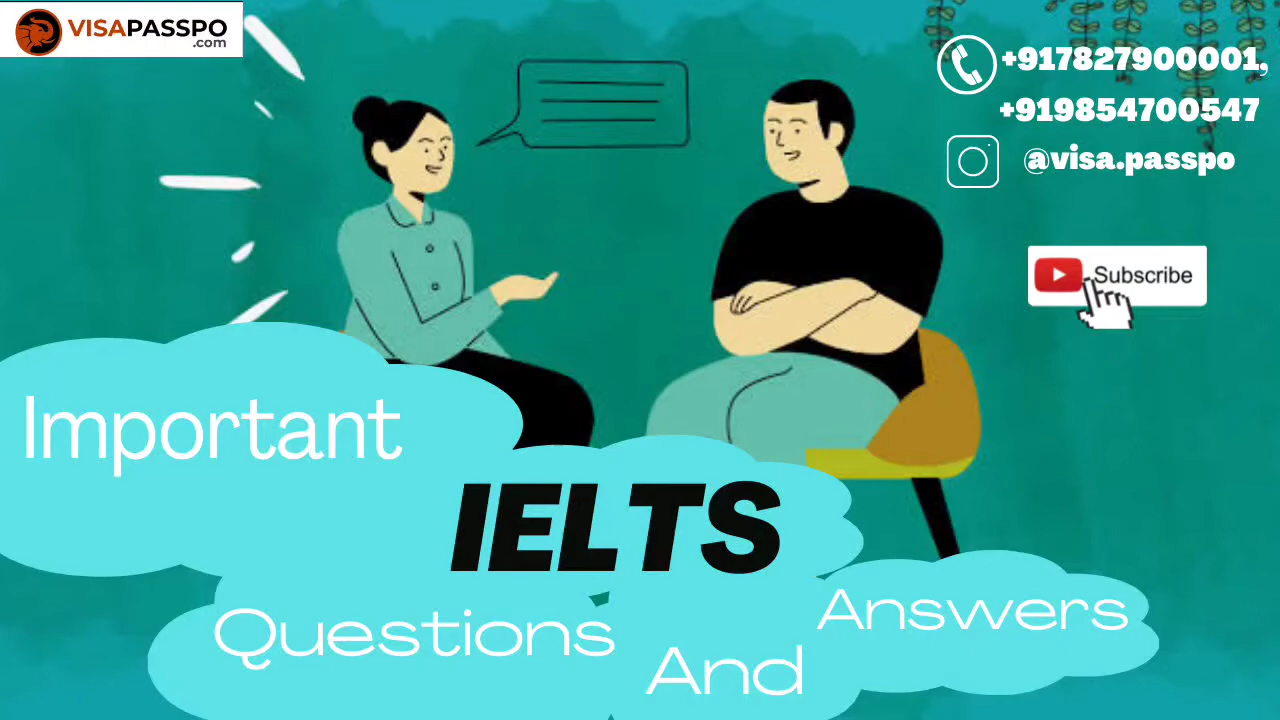 VISAPASSPO
.com
+917827900001,
+919854700547
@visa.passpo
Subscribe
Important
IELTS
Questions
And
Answers